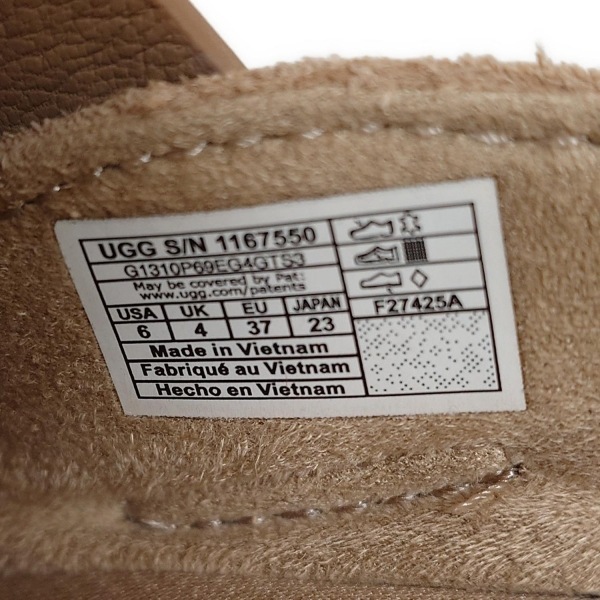 UGG S/N 1167550
G1310P69EG4GTS3
May be covered by Pat:
www.ugg.com/patents
USA UK EU JAPAN
6 4 37 23
Made in Vietnam
Fabriqué au Vietnam
Hecho en Vietnam
F27425A